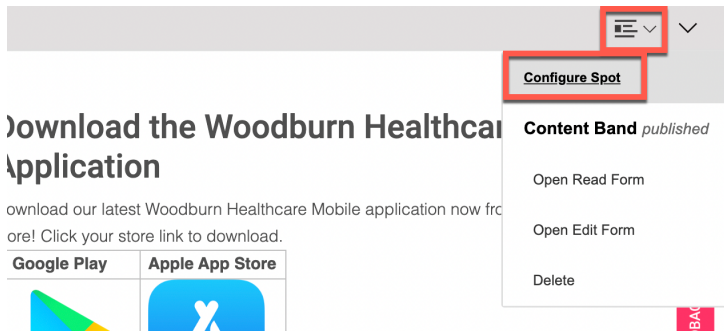 Configure Spot
Download the Woodburn Healthcar
Application
Content Band published
Open Read Form
ownload our latest Woodburn Healthcare Mobile application now fro
ore! Click your store link to download.
Open Edit Form
Google Play Apple App Store
Delete
BAC